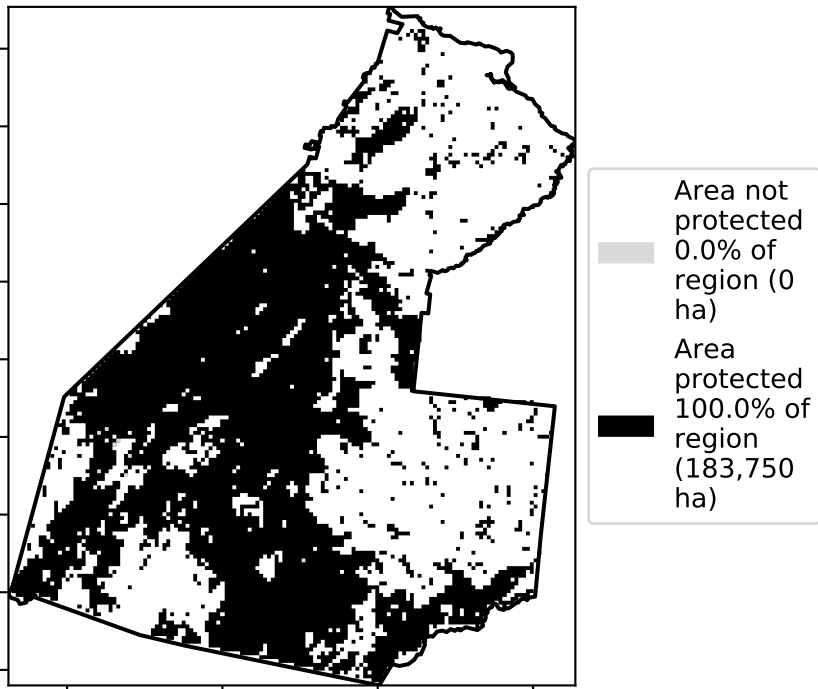 Area not
protected
0.0% of
region (0
ha)
Area
protected
100.0% of
region
(183,750
ha)